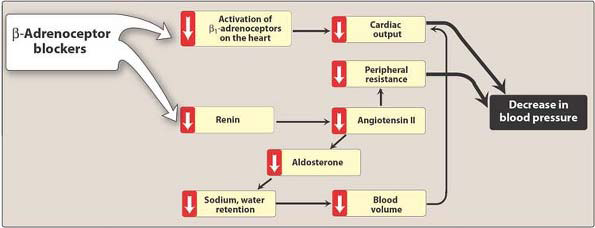 β-Adrenoceptor
blockers
Activation of
β₁-adrenoceptors
on the heart
Cardiac
output
Peripheral
resistance
Decrease in
blood pressure
Renin
Angiotensin II
Aldosterone
Sodium, water
retention
Blood
volume